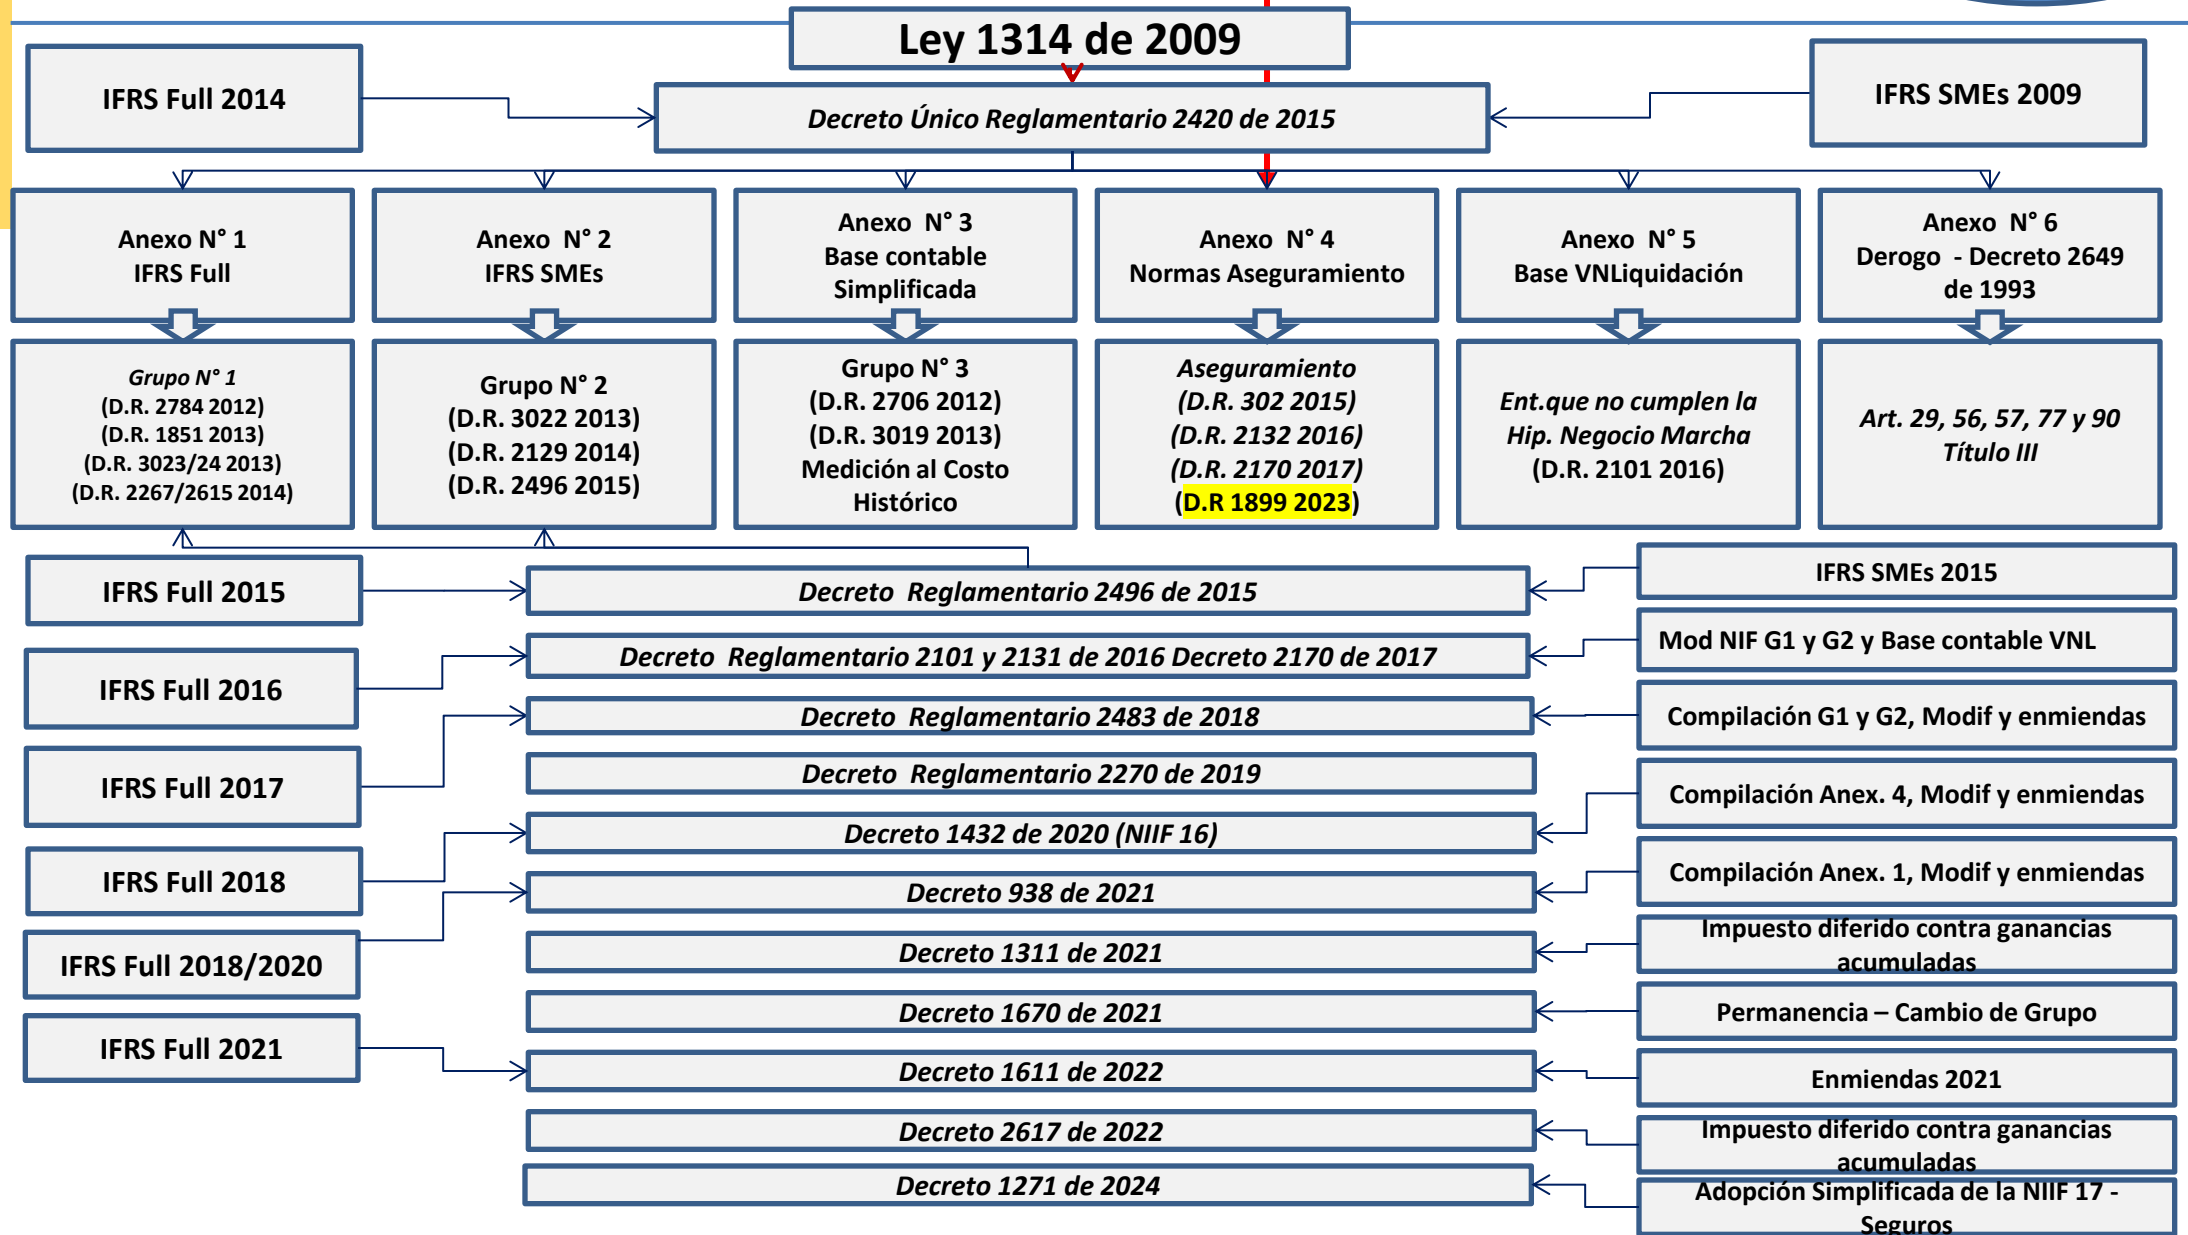 Ley 1314 de 2009
IFRS Full 2014
Decreto Único Reglamentario 2420 de 2015
IFRS SMEs 2009
Anexo N° 1
IFRS Full
Anexo N° 2
IFRS SMEs
Anexo N° 3
Base contable
Simplificada
Anexo N° 4
Normas Aseguramiento
Anexo N° 5
Base VNLiquidación
Anexo N° 6
Derogo - Decreto 2649
de 1993
Grupo N° 1
(D.R. 2784 2012)
(D.R. 1851 2013)
(D.R. 3023/24 2013)
(D.R. 2267/2615 2014)
Grupo N° 2
(D.R. 3022 2013)
(D.R. 2129 2014)
(D.R. 2496 2015)
Grupo N° 3
(D.R. 2706 2012)
(D.R. 3019 2013)
Medición al Costo
Histórico
Aseguramiento
(D.R. 302 2015)
(D.R. 2132 2016)
(D.R. 2170 2017)
(D.R 1899 2023)
Ent.que no cumplen la
Hip. Negocio Marcha
(D.R. 2101 2016)
Art. 29, 56, 57, 77 y 90
Título III
IFRS Full 2015
Decreto Reglamentario 2496 de 2015
IFRS SMEs 2015
IFRS Full 2016
Decreto Reglamentario 2101 y 2131 de 2016 Decreto 2170 de 2017
Mod NIF G1 y G2 y Base contable VNL
IFRS Full 2017
Decreto Reglamentario 2483 de 2018
Compilación G1 y G2, Modif y enmiendas
Decreto Reglamentario 2270 de 2019
Compilación Anex. 4, Modif y enmiendas
IFRS Full 2018
Decreto 1432 de 2020 (NIIF 16)
Compilación Anex. 1, Modif y enmiendas
IFRS Full 2018/2020
Decreto 938 de 2021
Decreto 1311 de 2021
Impuesto diferido contra ganancias
acumuladas
Decreto 1670 de 2021
Permanencia – Cambio de Grupo
IFRS Full 2021
Decreto 1611 de 2022
Enmiendas 2021
Decreto 2617 de 2022
Impuesto diferido contra ganancias
acumuladas
Decreto 1271 de 2024
Adopción Simplificada de la NIIF 17 -
Seguros